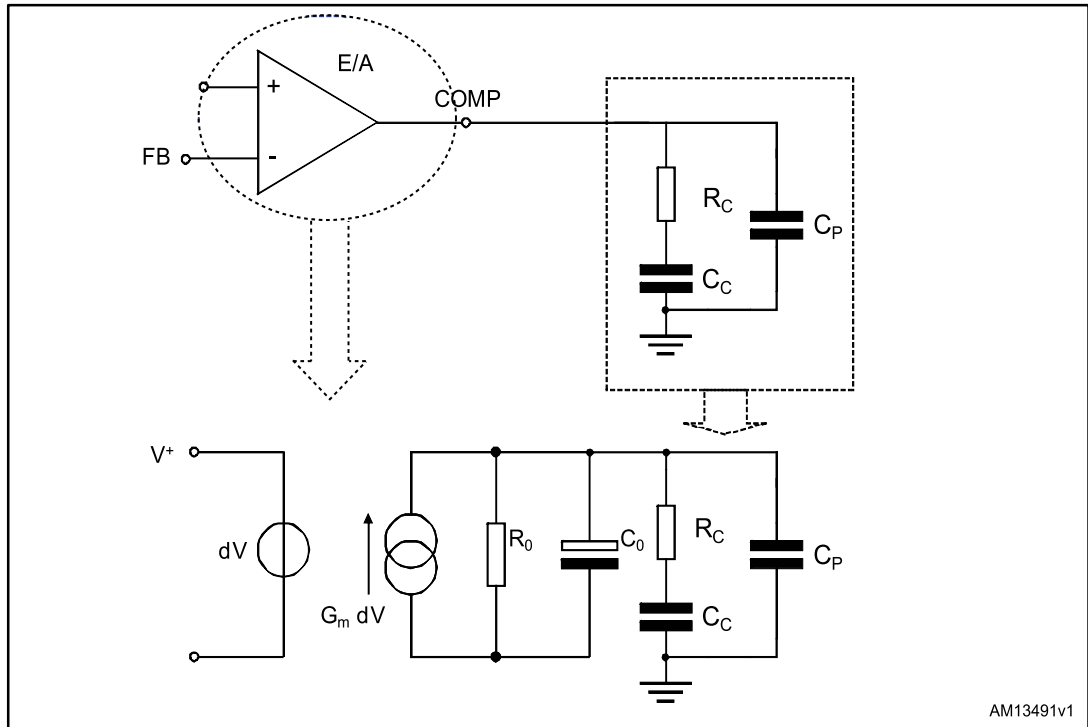 E/A
COMP
+
FB
-
R_C
C_P
C_C
V⁺
dV
G_m dV
R_0
C_0
R_C
C_P
C_C
AM13491v1